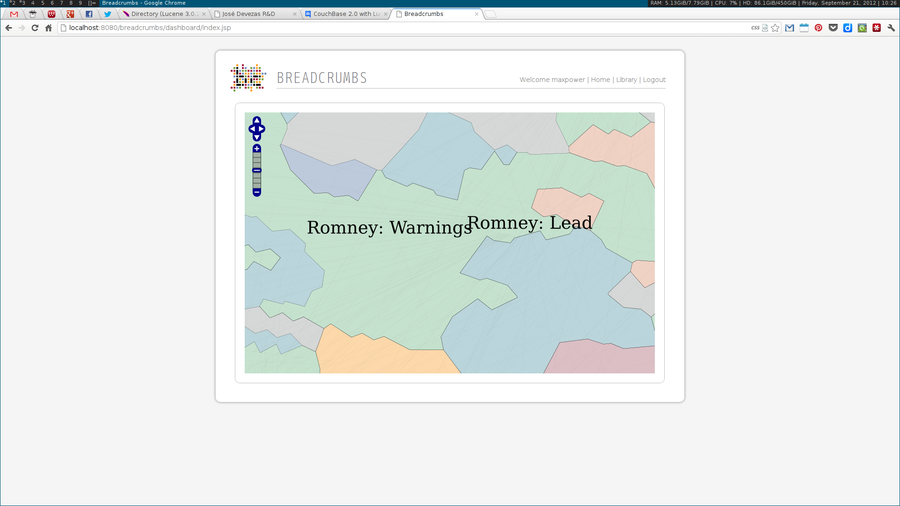 1 2 3 4 5 6 7 8 9 []= Breadcrumbs - Google Chrome
RAM: 5.13GiB/7.79GiB | CPU: 7% | HD: 86.1GiB/450GiB | Friday, September 21, 2012 | 10:26
Directory (Lucene 3.0.
José Devezas R&D
CouchBase 2.0 with Lu
Breadcrumbs
localhost:8080/breadcrumbs/dashboard/index.jsp
BREADCRUMBS
Welcome maxpower | Home | Library | Logout
Romney: Warnings
Romney: Lead